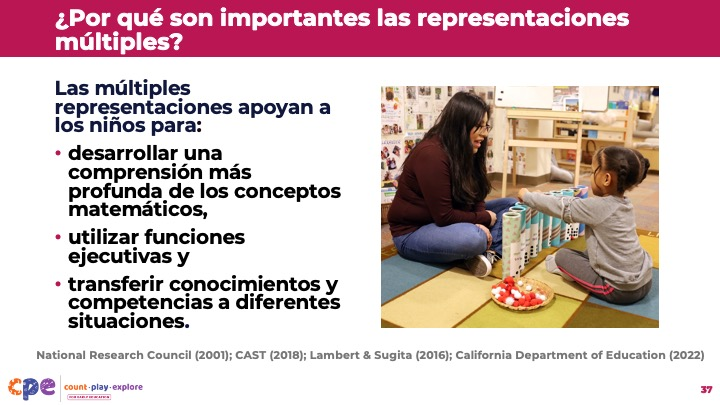 ¿Por qué son importantes las representaciones
múltiples?
Las múltiples
representaciones apoyan a
los niños para:
• desarrollar una
comprensión más
profunda de los conceptos
matemáticos,
• utilizar funciones
ejecutivas y
• transferir conocimientos y
competencias a diferentes
situaciones.
National Research Council (2001); CAST (2018); Lambert & Sugita (2016); California Department of Education (2022)
cpe
count·play·explore
37